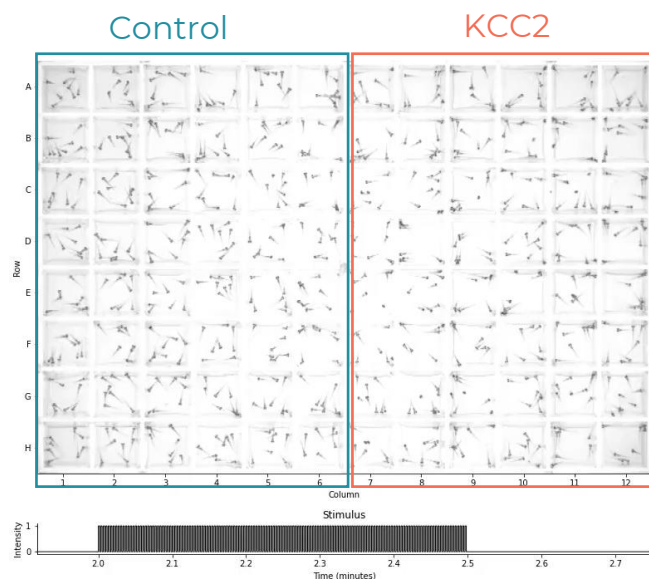 Control KCC2
A
B
C
D
E
F
G
H
Row
1 2 3 4 5 6 7 8 9 10 11 12
Column
Stimulus
1
0
Intensity
2.0 2.1 2.2 2.3 2.4 2.5 2.6 2.7
Time (minutes)